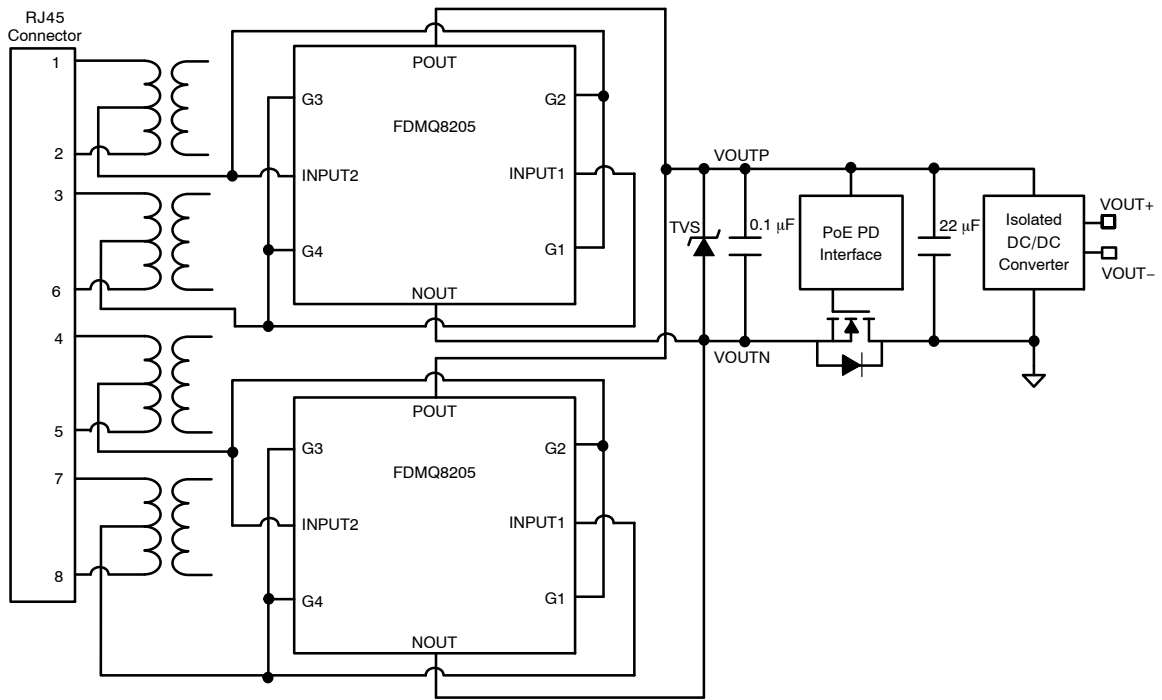 RJ45
Connector
1
2
3
6
4
5
7
8
POUT
G3
G2
FDMQ8205
INPUT2
INPUT1
G4
G1
NOUT
POUT
G3
G2
FDMQ8205
INPUT2
INPUT1
G4
G1
NOUT
VOUTP
TVS
0.1 μF
VOUTN
PoE PD
Interface
22 μF
Isolated
DC/DC
Converter
VOUT+
VOUT−